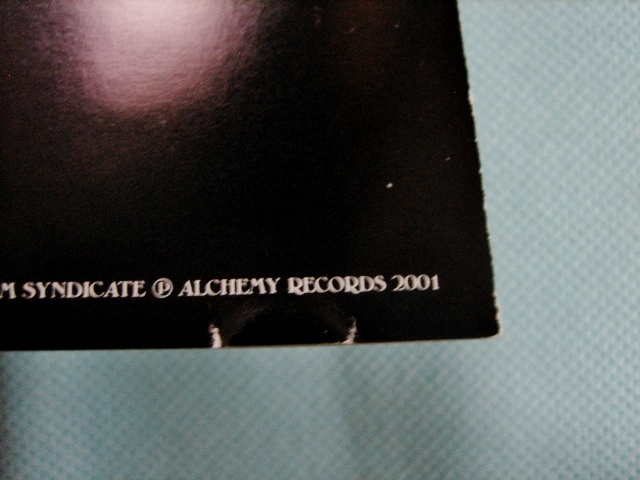 M SYNDICATE ℗ ALCHEMY RECORDS 2001